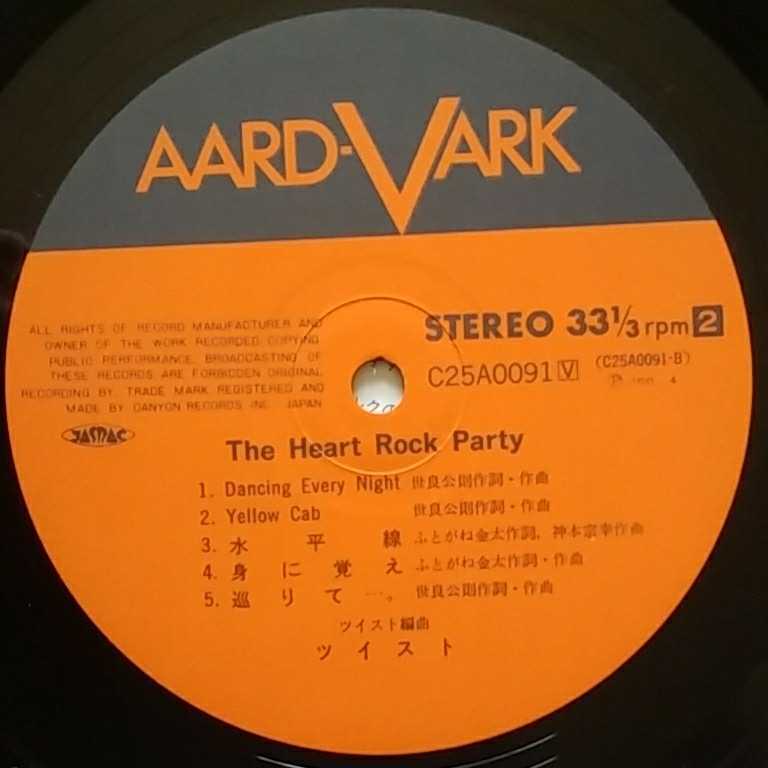 AARD-VARK
ALL RIGHTS OF RECORD MANUFACTURER AND
OWNER OF THE WORK RECORDED COPYING
PUBLIC PERFORMANCE, BROADCASTING OF
THESE RECORDS ARE FORBIDDEN ORIGINAL
RECORDING BY. TRADE MARK REGISTERED AND
MADE BY CANYON RECORDS INC. JAPAN
JASRAC
STEREO 33⅓ rpm 2
C25A0091 V (C25A0091-B)
The Heart Rock Party
1. Dancing Every Night 世良公則作詞・作曲
2. Yellow Cab 世良公則作詞・作曲
3. 水平線 ふとがね金太作詞, 神本宗幸作曲
4. 身に覚え ふとがね金太作詞・作曲
5. 巡りて…。 世良公則作詞・作曲
ツイスト編曲
ツイスト